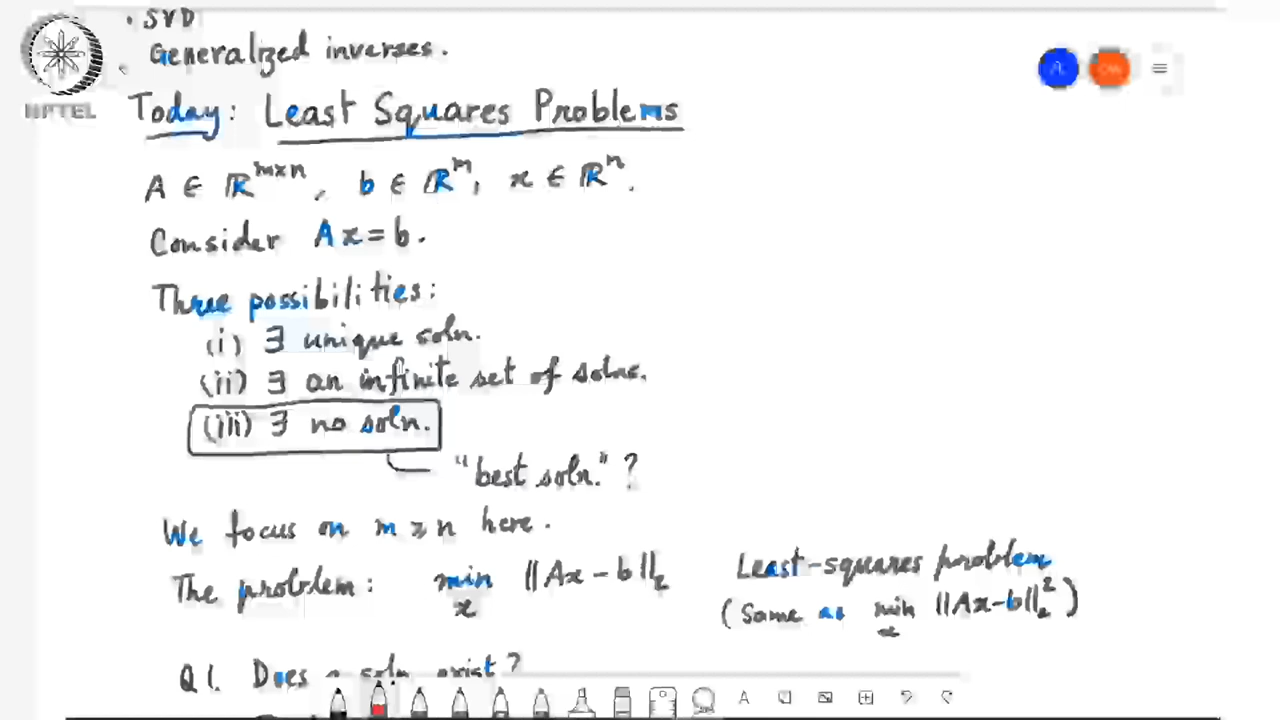 • SVD
Generalized inverses.
NPTEL
Today: Least Squares Problems
A ∈ ℝ^{m×n}, b ∈ ℝ^m, x ∈ ℝ^n.
Consider Ax = b.
Three possibilities:
(i) ∃ unique soln.
(ii) ∃ an infinite set of solns.
(iii) ∃ no soln.
"best soln." ?
We focus on m ≥ n here.
The problem: min_x ||Ax - b||_2 Least-squares problem
(Same as min_x ||Ax-b||_2^2)
Q1. Does a soln exist?